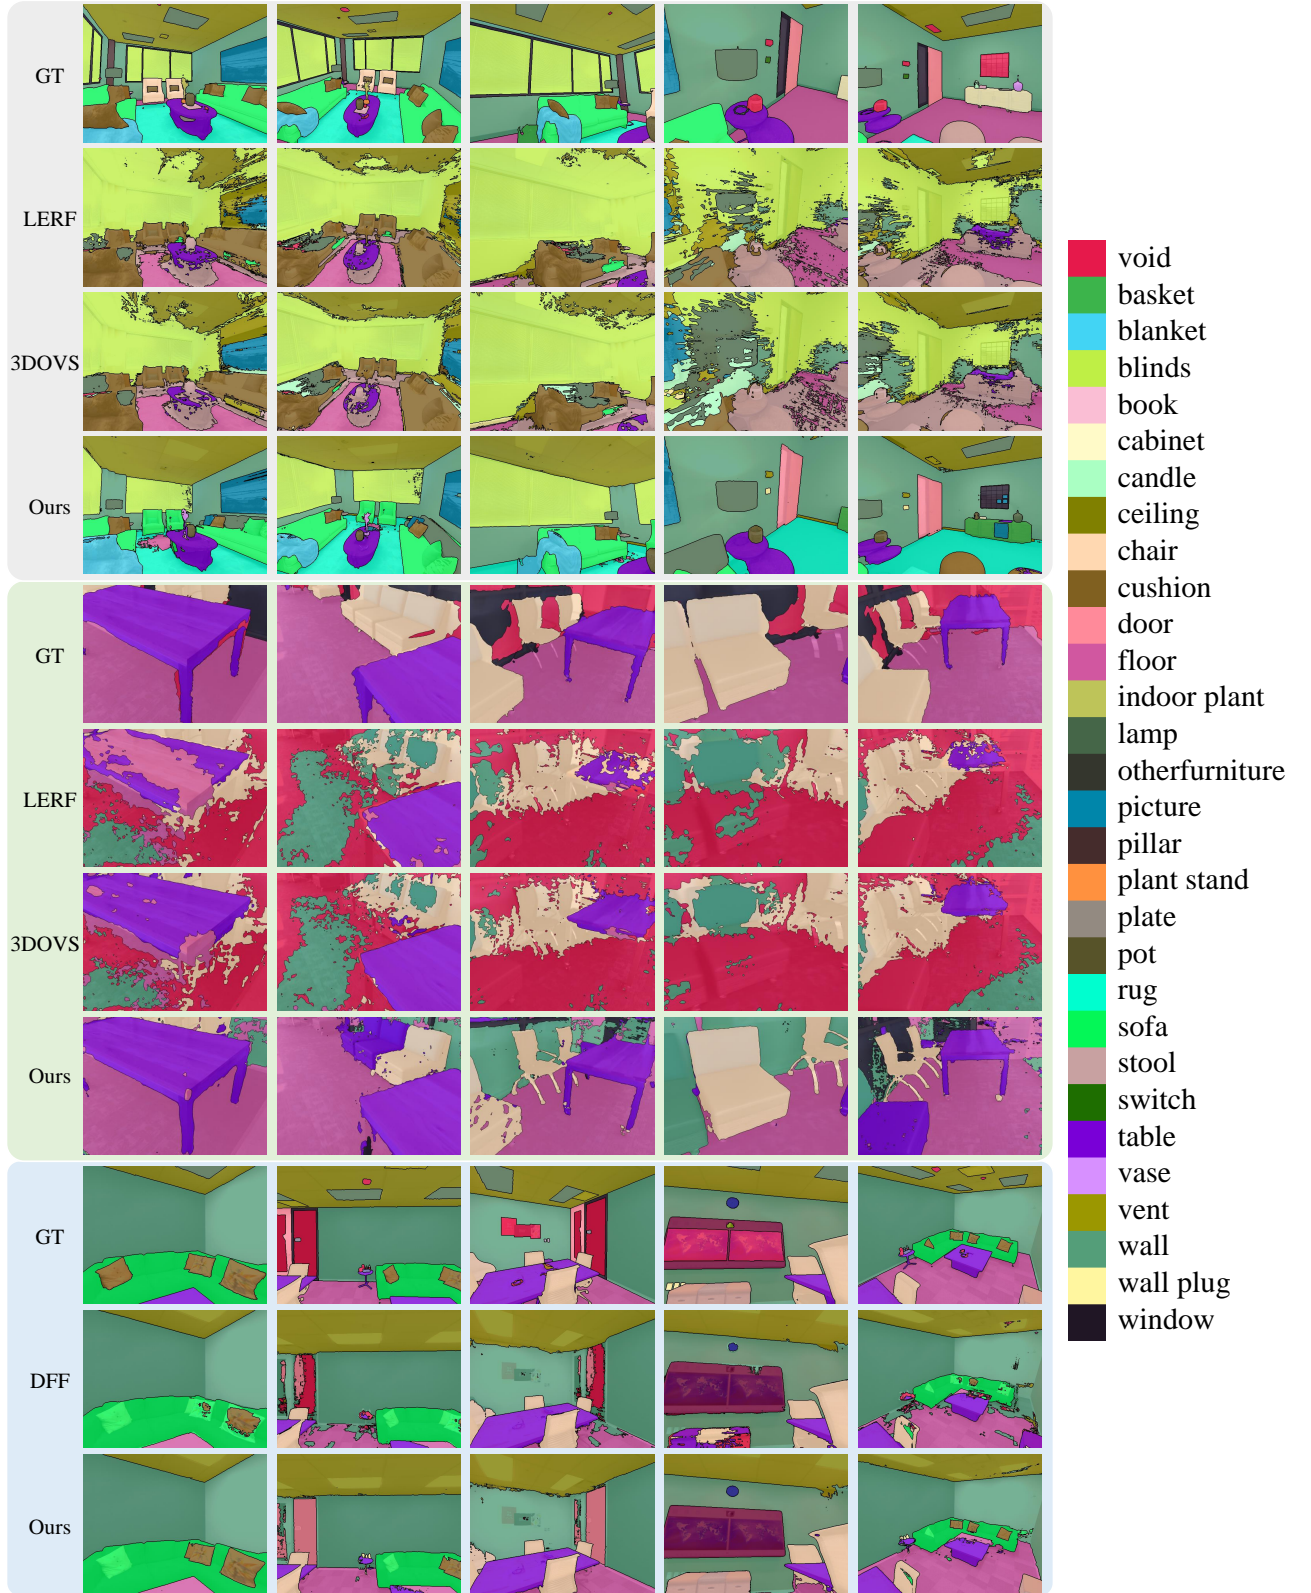 GT
LERF
3DOVS
Ours
GT
LERF
3DOVS
Ours
GT
DFF
Ours
void
basket
blanket
blinds
book
cabinet
candle
ceiling
chair
cushion
door
floor
indoor plant
lamp
otherfurniture
picture
pillar
plant stand
plate
pot
rug
sofa
stool
switch
table
vase
vent
wall
wall plug
window